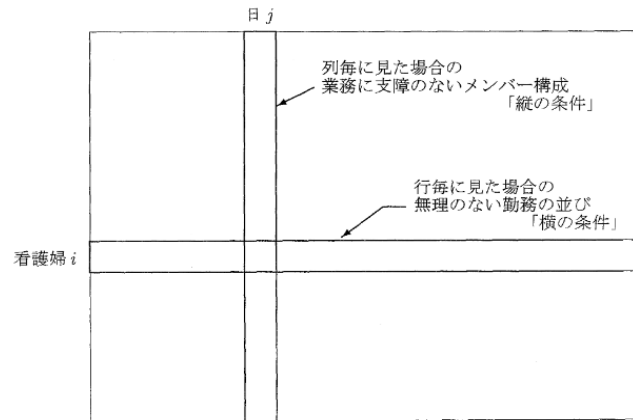 日 j
列毎に見た場合の
業務に支障のないメンバー構成
「縦の条件」
行毎に見た場合の
無理のない勤務の並び
「横の条件」
看護婦 i